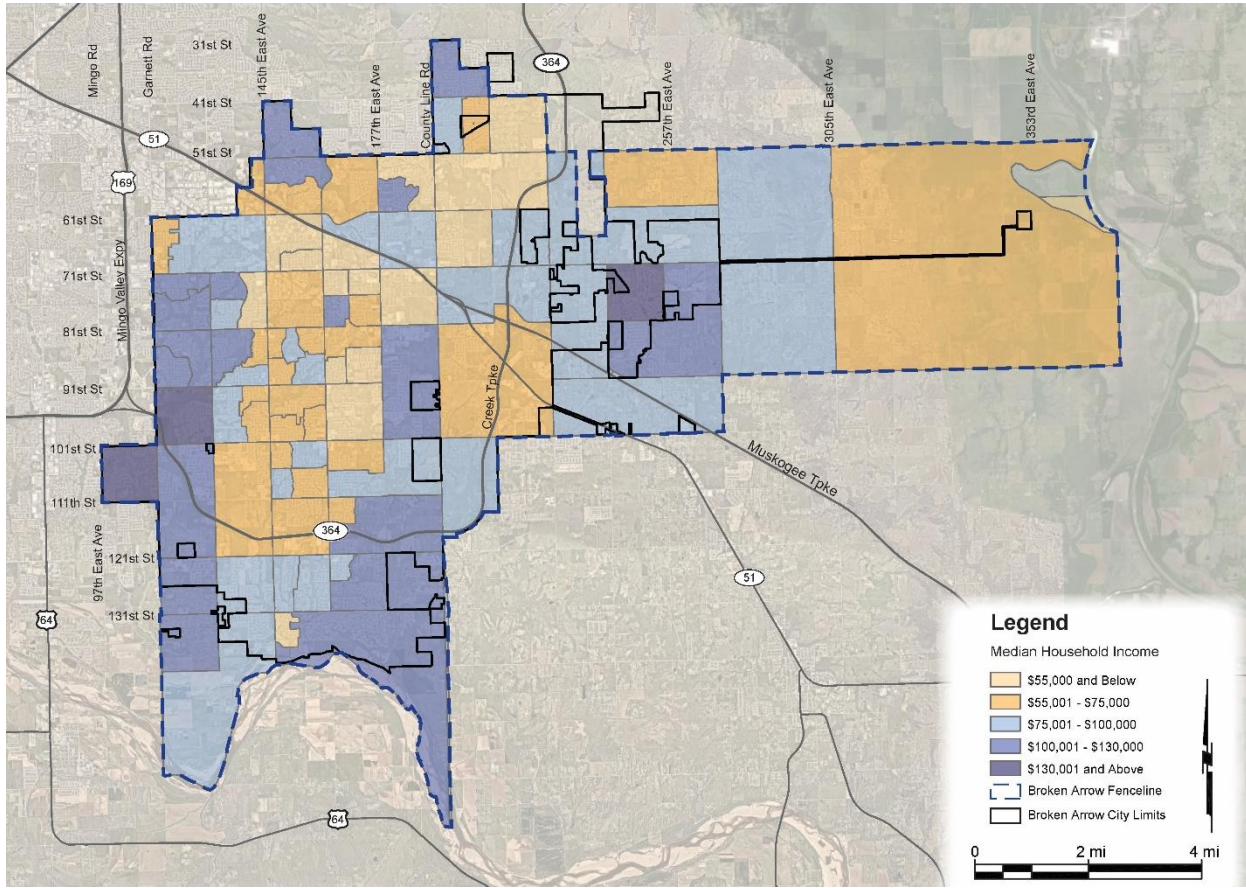 Mingo Rd
Garnett Rd
145th East Ave
177th East Ave
County Line Rd
257th East Ave
305th East Ave
353rd East Ave
31st St
41st St
51st St
61st St
71st St
81st St
91st St
101st St
111th St
121st St
131st St
97th East Ave
Mingo Valley Expy
Creek Tpke
Muskogee Tpke
364
51
169
364
51
64
64
Legend
Median Household Income
$55,000 and Below
$55,001 - $75,000
$75,001 - $100,000
$100,001 - $130,000
$130,001 and Above
Broken Arrow Fenceline
Broken Arrow City Limits
0 2 mi 4 mi